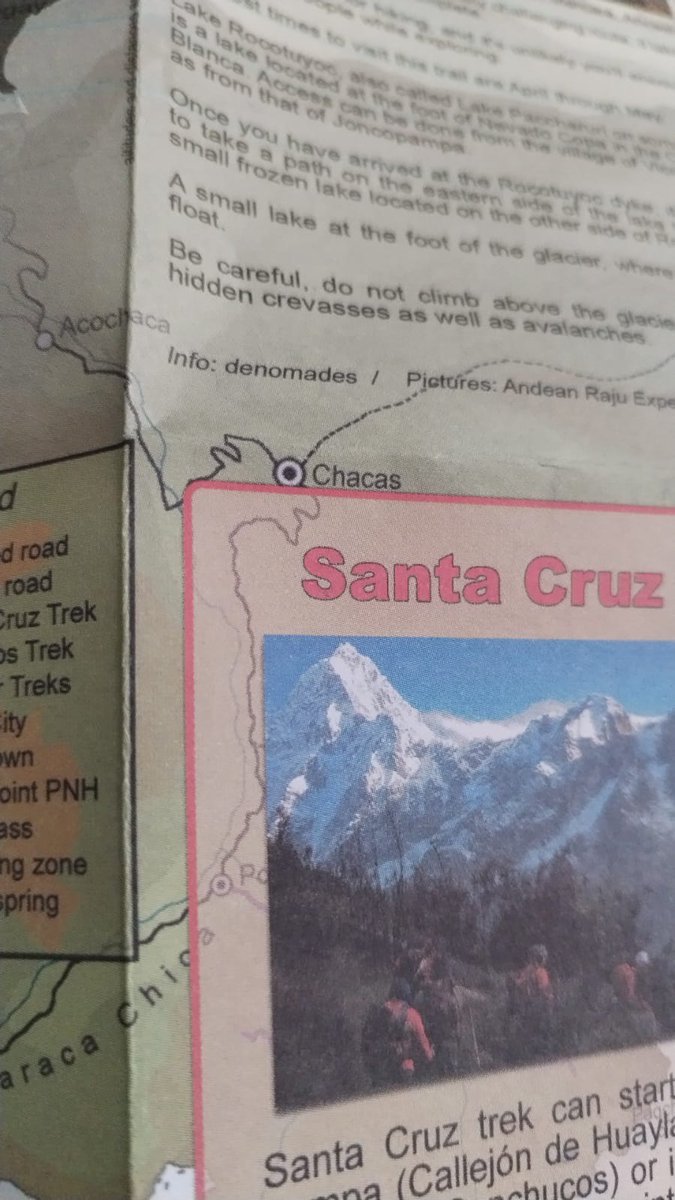 Lake Rocotuyoc, also called Lake
is a lake located at the foot of Nevado Copa in the
Blanca. Access can be done from the village of
as from that of Joncopampa.
Once you have arrived at the Rocotuyoc dyke,
to take a path on the eastern side of the lake
small frozen lake located on the other side of
A small lake at the foot of the glacier, where
float.
Be careful, do not climb above the glacie
hidden crevasses as well as avalanches.
Info: denomades / Pictures: Andean Raju Expe
Acochaca
Chacas
d
d road
road
Cruz Trek
os Trek
r Treks
ity
own
oint PNH
ass
ng zone
spring
araca Chica
Po
Santa Cruz
Santa Cruz trek can start
mpa (Callejón de Huayla
nchucos) or i